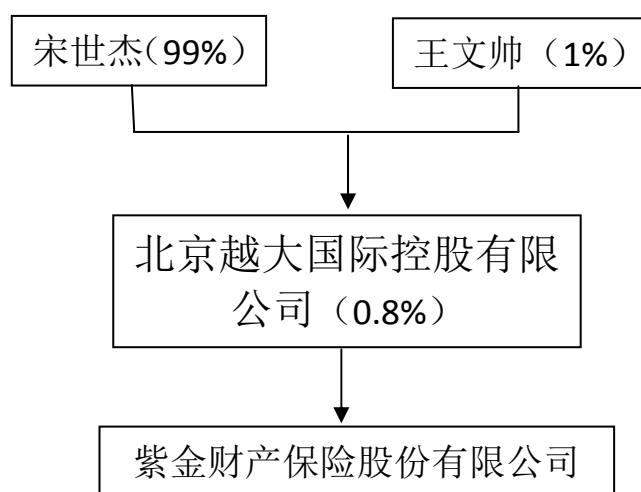 宋世杰（99%）
王文帅（1%）
北京越大国际控股有限
公司（0.8%）
紫金财产保险股份有限公司